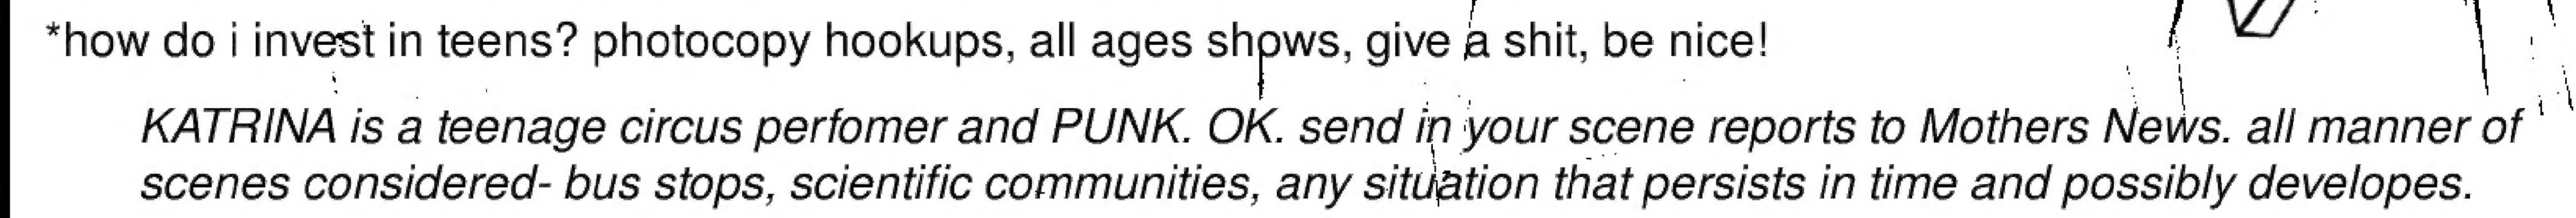 *how do i invest in teens? photocopy hookups, all ages shows, give a shit, be nice!
KATRINA is a teenage circus perfomer and PUNK. OK. send in your scene reports to Mothers News. all manner of
scenes considered- bus stops, scientific communities, any situation that persists in time and possibly developes.